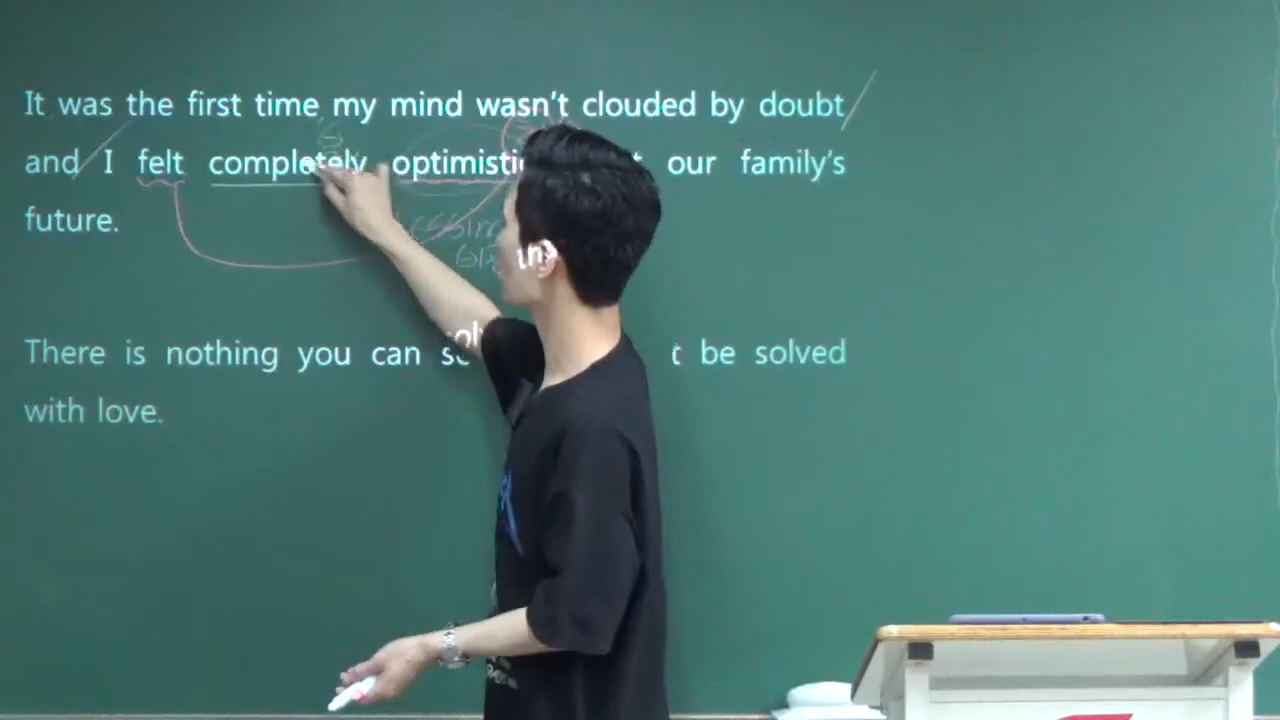 It was the first time my mind wasn't clouded by doubt
and I felt completely our family's
future.
There is nothing you can be solved
with love.